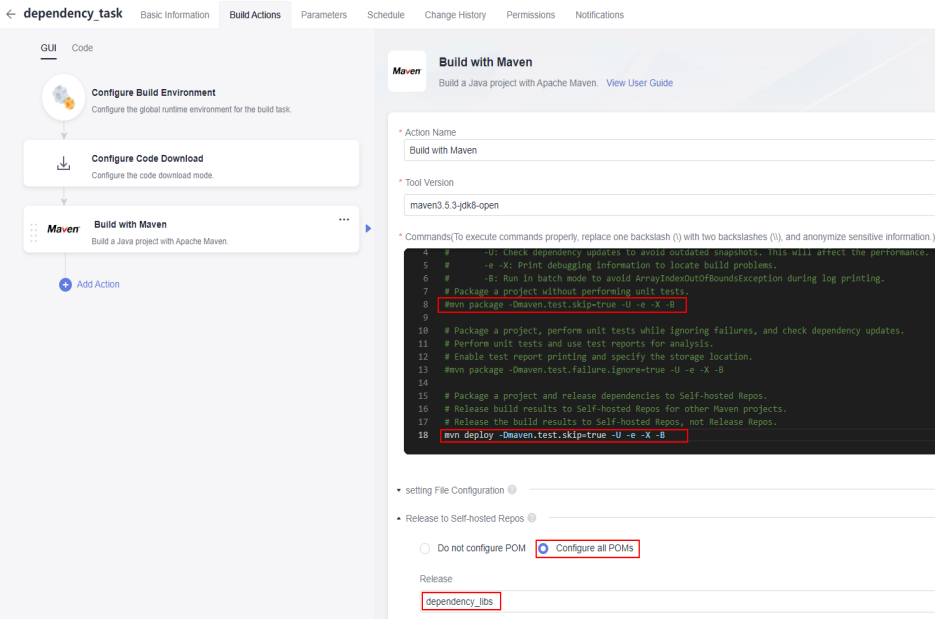 dependency_task
Basic Information
Build Actions
Parameters
Schedule
Change History
Permissions
Notifications
GUI
Code
Configure Build Environment
Configure the global runtime environment for the build task.
Configure Code Download
Configure the code download mode.
Maven
Build with Maven
Build a Java project with Apache Maven.
Add Action
Maven
Build with Maven
Build a Java project with Apache Maven. View User Guide
* Action Name
Build with Maven
* Tool Version
maven3.5.3-jdk8-open
* Commands(To execute commands properly, replace one backslash (\) with two backslashes (\\), and anonymize sensitive information.)
4 # -U: Check dependency updates to avoid outdated snapshots. This will affect the performance.
5 # -e -X: Print debugging information to locate build problems.
6 # -B: Run in batch mode to avoid ArrayIndexOutOfBoundsException during log printing.
7 # Package a project without performing unit tests.
8 #mvn package -Dmaven.test.skip=true -U -e -X -B
9
10 # Package a project, perform unit tests while ignoring failures, and check dependency updates.
11 # Perform unit tests and use test reports for analysis.
12 # Enable test report printing and specify the storage location.
13 #mvn package -Dmaven.test.failure.ignore=true -U -e -X -B
14
15 # Package a project and release dependencies to Self-hosted Repos.
16 # Release build results to Self-hosted Repos for other Maven projects.
17 # Release the build results to Self-hosted Repos, not Release Repos.
18 mvn deploy -Dmaven.test.skip=true -U -e -X -B
setting File Configuration
Release to Self-hosted Repos
Do not configure POM
Configure all POMs
Release
dependency_libs